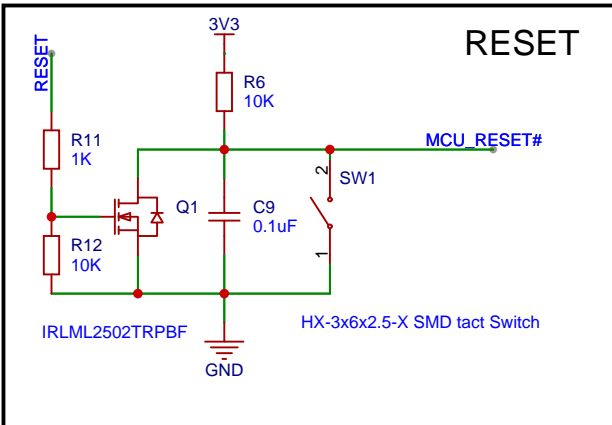 RESET
3V3
RESET
R6
10K
R11
1K
MCU_RESET#
2
SW1
Q1
C9
0.1uF
R12
10K
1
IRLML2502TRPBF
HX-3x6x2.5-X SMD tact Switch
GND